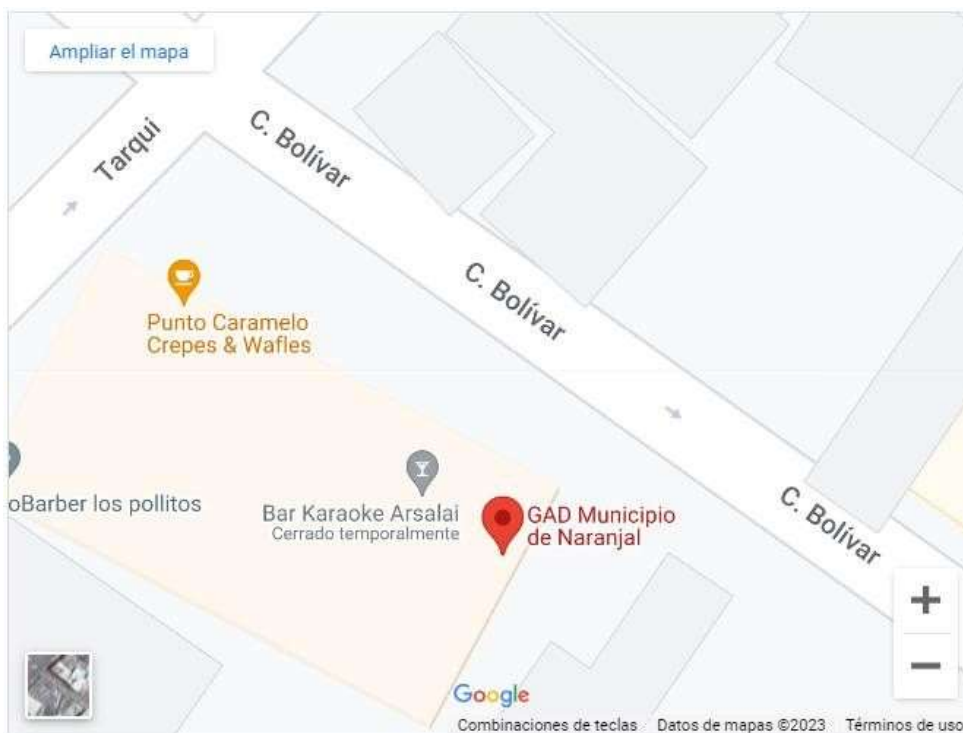 Ampliar el mapa
Tarqui
C. Bolívar
C. Bolívar
Punto Caramelo
Crepes & Wafles
oBarber los pollitos
Bar Karaoke Arsalai
Cerrado temporalmente
GAD Municipio
de Naranjal
C. Bolívar
Google
Combinaciones de teclas Datos de mapas ©2023 Términos de uso